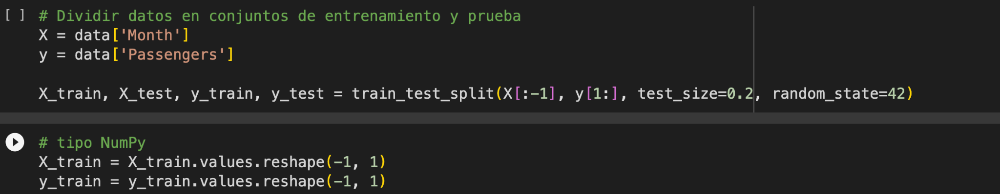 [ ] # Dividir datos en conjuntos de entrenamiento y prueba
X = data['Month']
y = data['Passengers']
X_train, X_test, y_train, y_test = train_test_split(X[:-1], y[1:], test_size=0.2, random_state=42)
# tipo NumPy
X_train = X_train.values.reshape(-1, 1)
y_train = y_train.values.reshape(-1, 1)